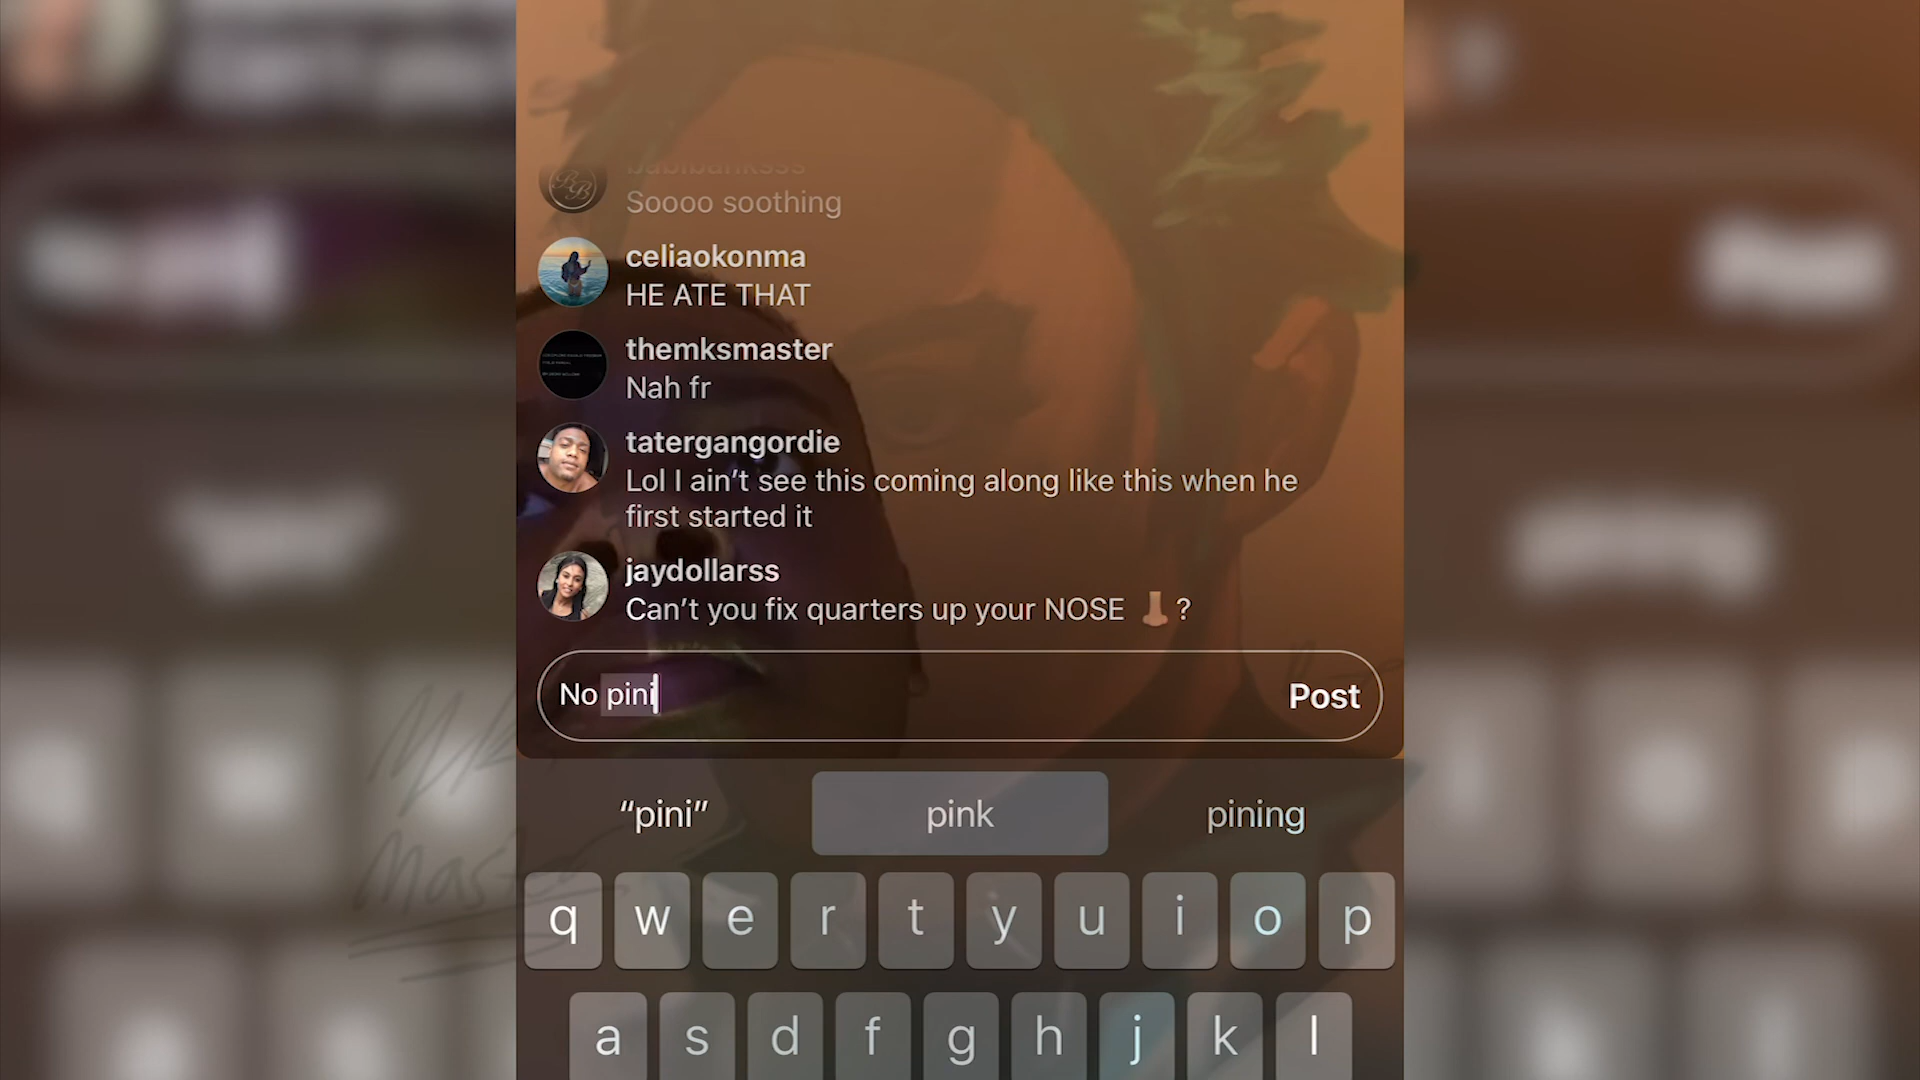 babibanksss
Soooo soothing
celiaokonma
HE ATE THAT
themksmaster
Nah fr
tatergangordie
Lol I ain’t see this coming along like this when he
first started it
jaydollarss
Can’t you fix quarters up your NOSE 👃🏽?
No pini
Post
“pini”
pink
pining
q w e r t y u i o p
a s d f g h j k l